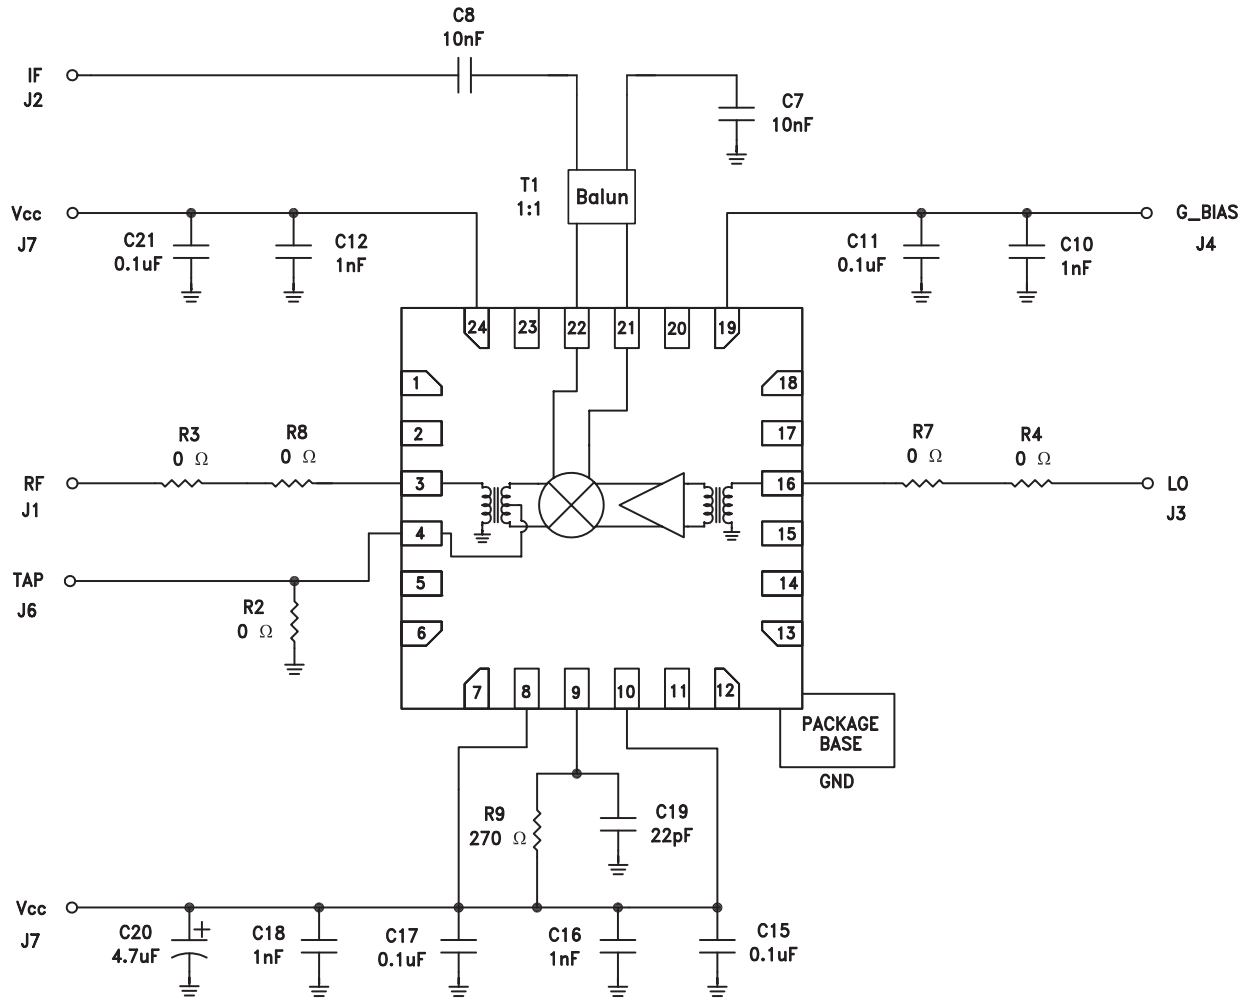 C8
10nF
IF
J2
C7
10nF
T1
1:1
Balun
Vcc
J7
C21
0.1uF
C12
1nF
C11
0.1uF
C10
1nF
G_BIAS
J4
24
23
22
21
20
19
1
2
3
4
5
6
18
17
16
15
14
13
R3
0 Ω
R8
0 Ω
RF
J1
R7
0 Ω
R4
0 Ω
LO
J3
TAP
J6
R2
0 Ω
7
8
9
10
11
12
PACKAGE
BASE
GND
R9
270 Ω
C19
22pF
Vcc
J7
C20
+
4.7uF
C18
1nF
C17
0.1uF
C16
1nF
C15
0.1uF